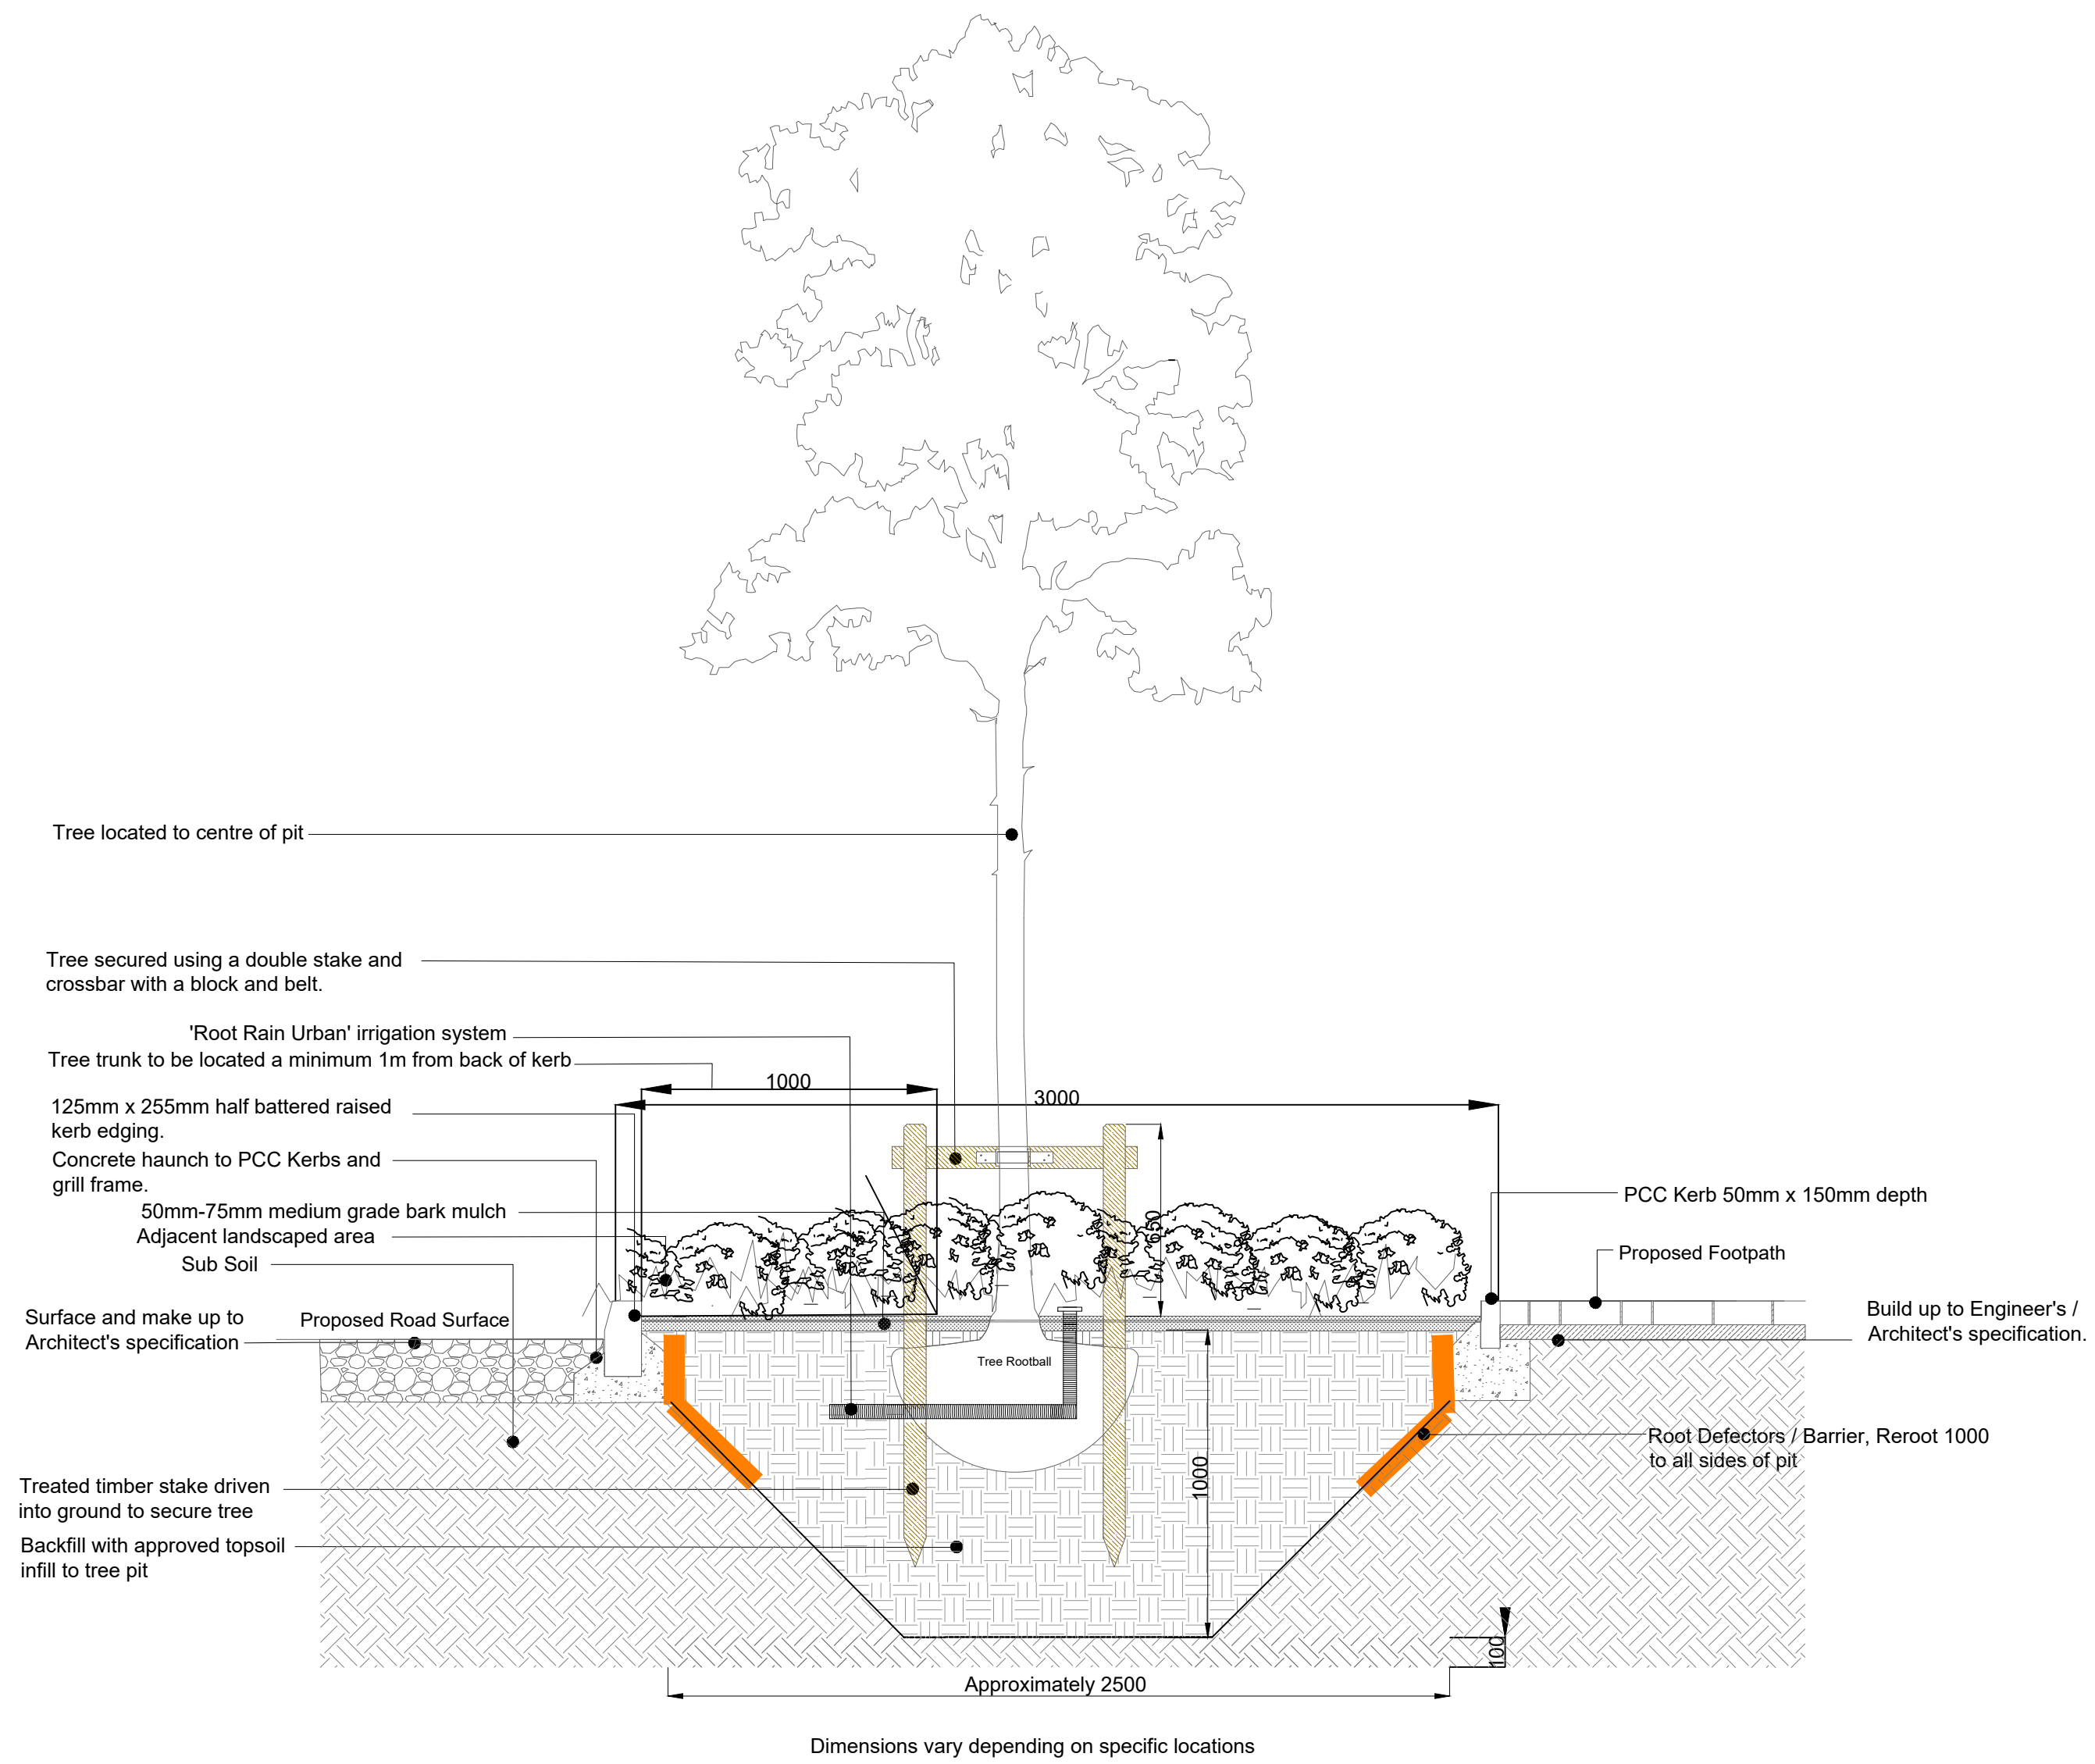 Tree located to centre of pit
Tree secured using a double stake and
crossbar with a block and belt.
'Root Rain Urban' irrigation system
Tree trunk to be located a minimum 1m from back of kerb
1000
3000
125mm x 255mm half battered raised
kerb edging.
Concrete haunch to PCC Kerbs and
grill frame.
50mm-75mm medium grade bark mulch
Adjacent landscaped area
Sub Soil
650
PCC Kerb 50mm x 150mm depth
Proposed Footpath
Surface and make up to
Architect's specification
Proposed Road Surface
Build up to Engineer's /
Architect's specification.
Tree Rootball
Root Defectors / Barrier, Reroot 1000
to all sides of pit
1000
Treated timber stake driven
into ground to secure tree
Backfill with approved topsoil
infill to tree pit
100
Approximately 2500
Dimensions vary depending on specific locations